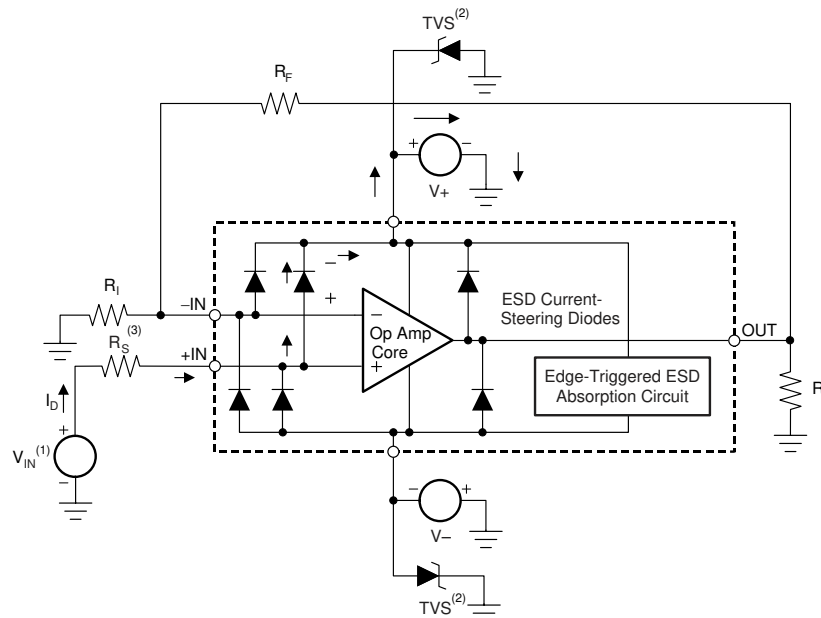 TVS(2)
RF
+ −
V+
−
+
RI
−IN
(3)
RS
+IN
−
Op Amp
Core
+
ESD Current-
Steering Diodes
OUT
Edge-Triggered ESD
Absorption Circuit
R
ID
+
VIN(1)
−
− +
V−
TVS(2)